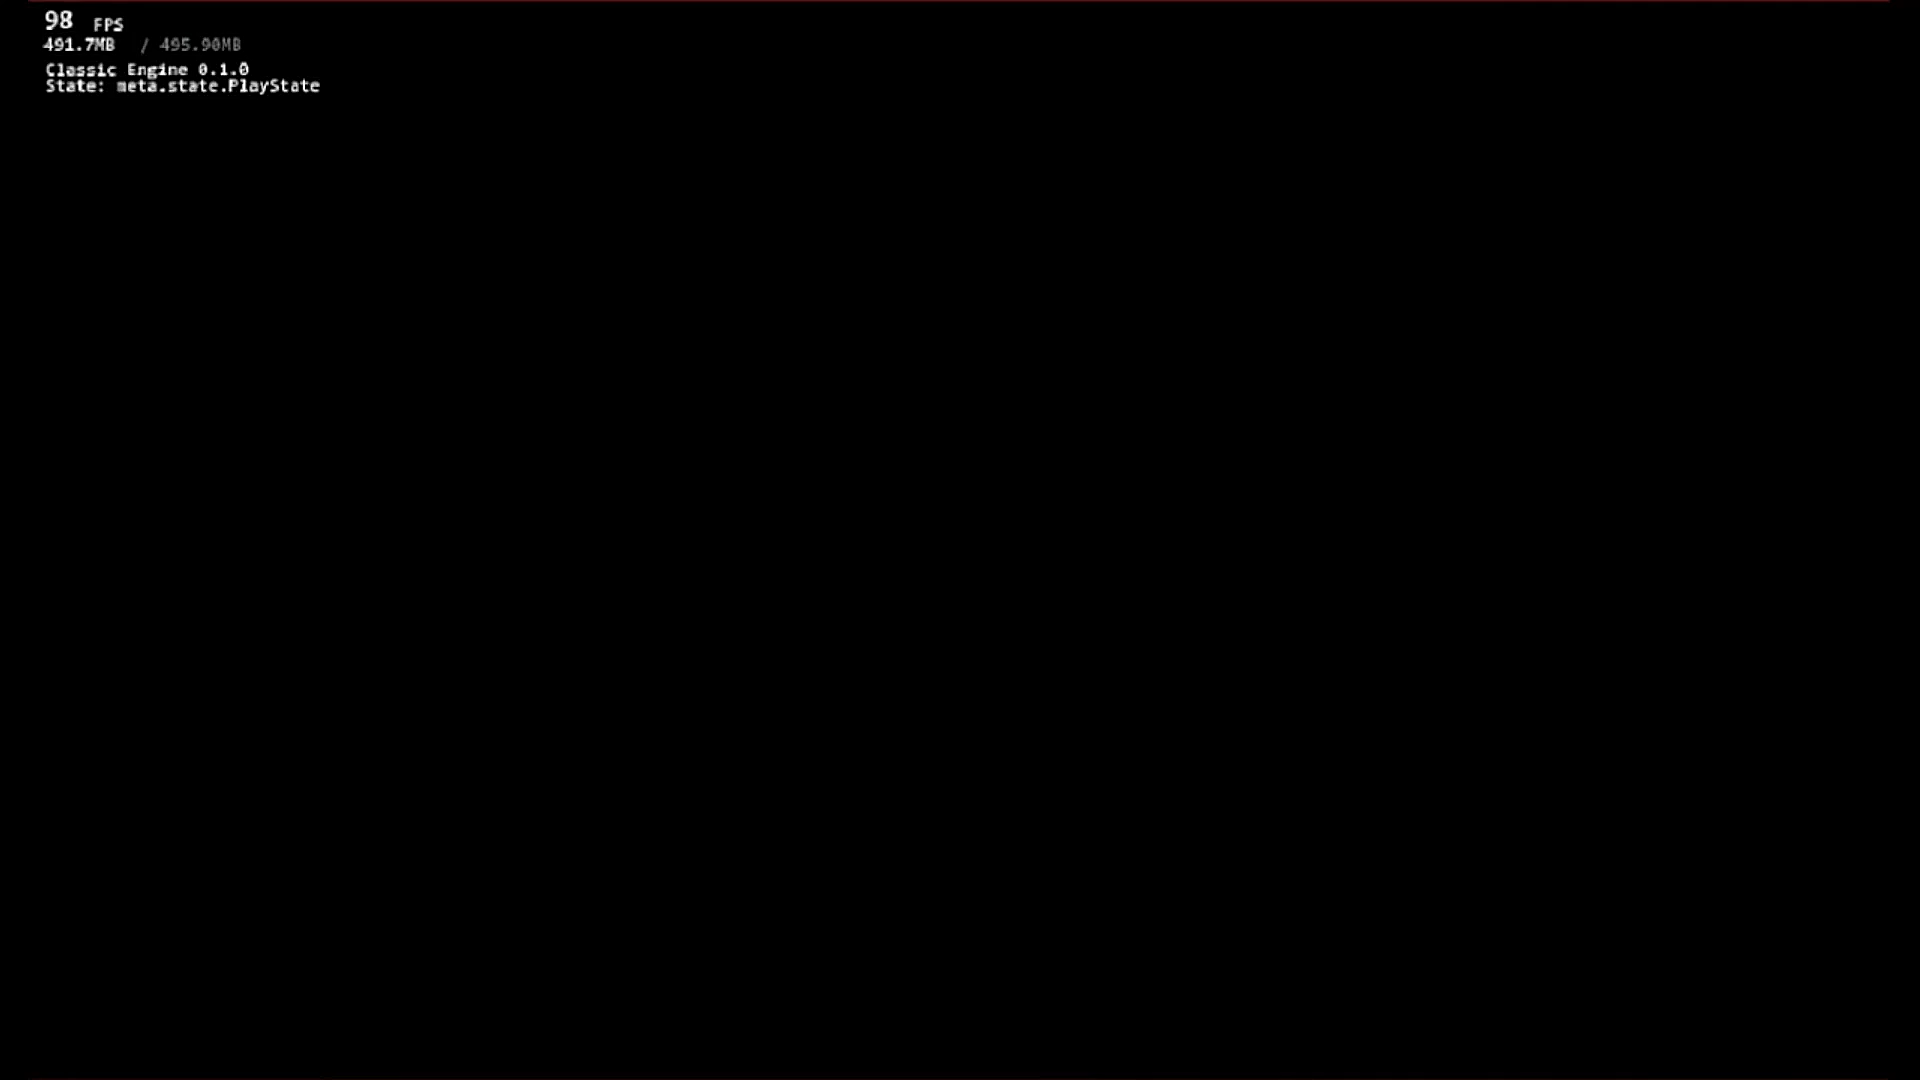 98 FPS
491.7MB / 495.90MB
Classic Engine 0.1.0
State: meta.state.PlayState